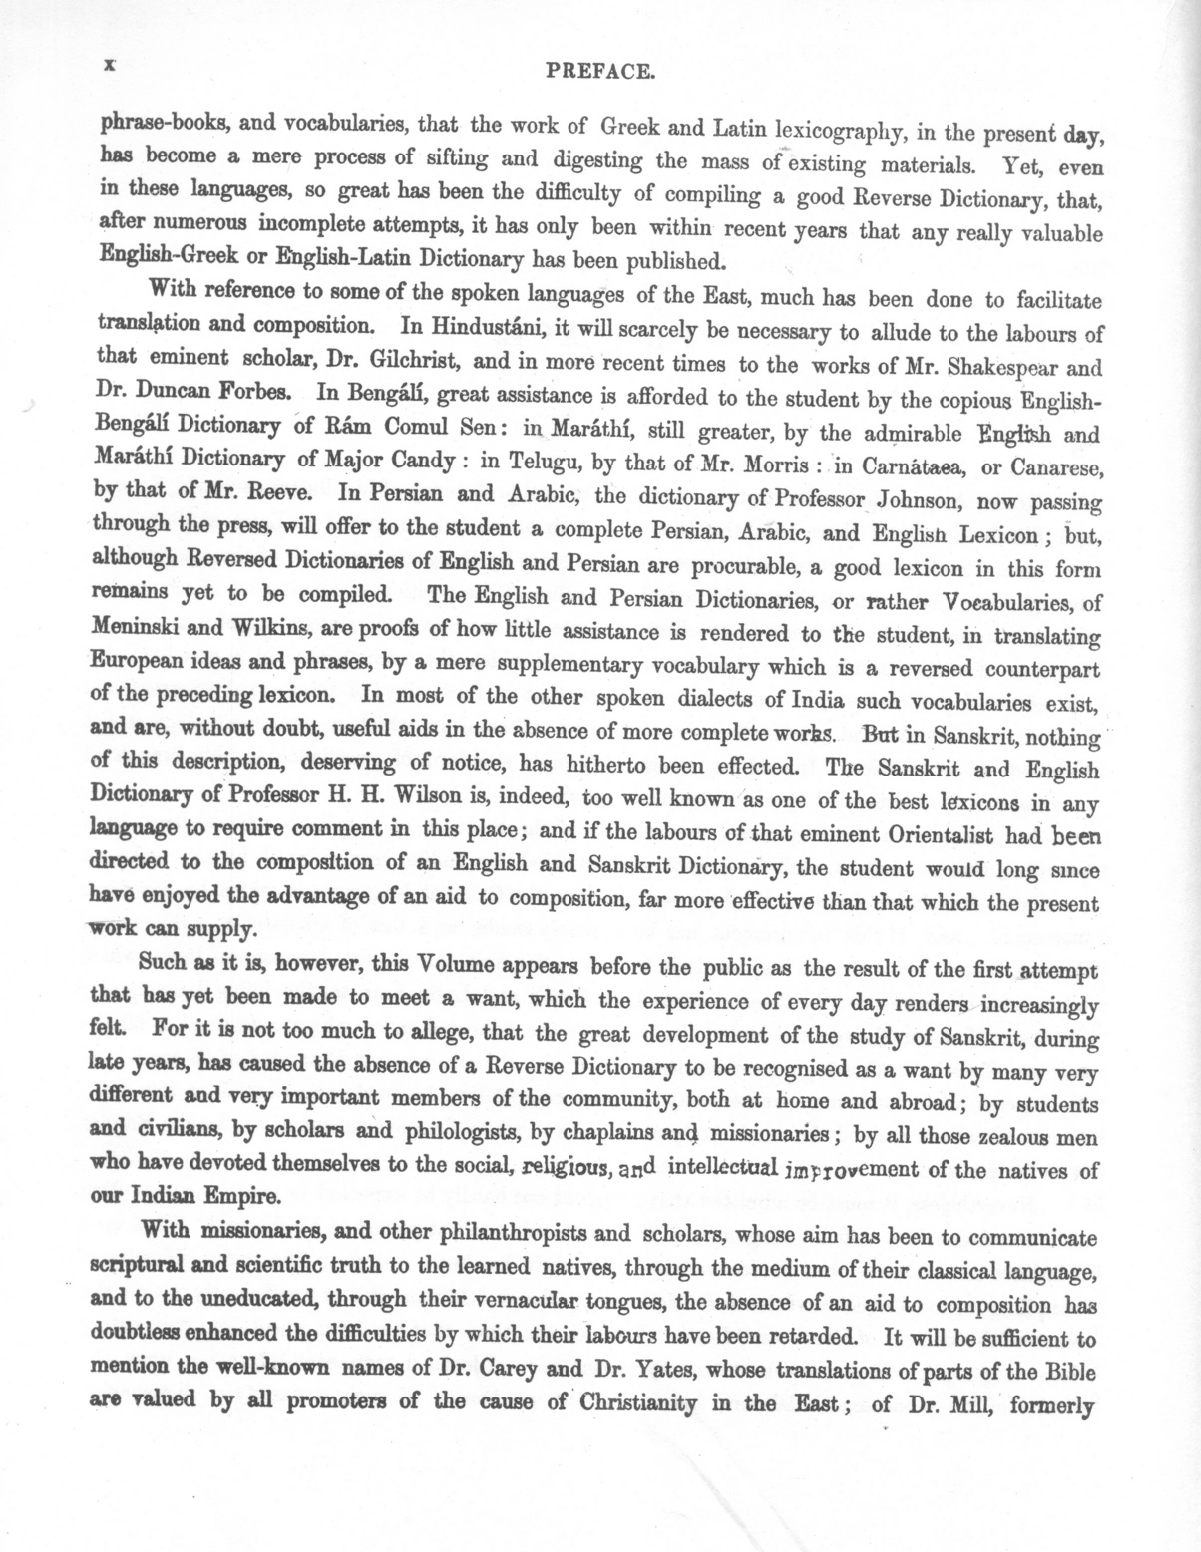 x
PREFACE.
phrase-books, and vocabularies, that the work of Greek and Latin lexicography, in the present day,
has become a mere process of sifting and digesting the mass of existing materials. Yet, even
in these languages, so great has been the difficulty of compiling a good Reverse Dictionary, that,
after numerous incomplete attempts, it has only been within recent years that any really valuable
English-Greek or English-Latin Dictionary has been published.
With reference to some of the spoken languages of the East, much has been done to facilitate
translation and composition. In Hindustání, it will scarcely be necessary to allude to the labours of
that eminent scholar, Dr. Gilchrist, and in more recent times to the works of Mr. Shakespear and
Dr. Duncan Forbes. In Bengálí, great assistance is afforded to the student by the copious English-
Bengálí Dictionary of Rám Comul Sen: in Maráthí, still greater, by the admirable English and
Maráthí Dictionary of Major Candy: in Telugu, by that of Mr. Morris: in Carnátaea, or Canarese,
by that of Mr. Reeve. In Persian and Arabic, the dictionary of Professor Johnson, now passing
through the press, will offer to the student a complete Persian, Arabic, and English Lexicon; but,
although Reversed Dictionaries of English and Persian are procurable, a good lexicon in this form
remains yet to be compiled. The English and Persian Dictionaries, or rather Vocabularies, of
Meninski and Wilkins, are proofs of how little assistance is rendered to the student, in translating
European ideas and phrases, by a mere supplementary vocabulary which is a reversed counterpart
of the preceding lexicon. In most of the other spoken dialects of India such vocabularies exist,
and are, without doubt, useful aids in the absence of more complete works. But in Sanskrit, nothing
of this description, deserving of notice, has hitherto been effected. The Sanskrit and English
Dictionary of Professor H. H. Wilson is, indeed, too well known as one of the best lexicons in any
language to require comment in this place; and if the labours of that eminent Orientalist had been
directed to the composition of an English and Sanskrit Dictionary, the student would long since
have enjoyed the advantage of an aid to composition, far more effective than that which the present
work can supply.
Such as it is, however, this Volume appears before the public as the result of the first attempt
that has yet been made to meet a want, which the experience of every day renders increasingly
felt. For it is not too much to allege, that the great development of the study of Sanskrit, during
late years, has caused the absence of a Reverse Dictionary to be recognised as a want by many very
different and very important members of the community, both at home and abroad; by students
and civilians, by scholars and philologists, by chaplains and missionaries; by all those zealous men
who have devoted themselves to the social, religious, and intellectual improvement of the natives of
our Indian Empire.
With missionaries, and other philanthropists and scholars, whose aim has been to communicate
scriptural and scientific truth to the learned natives, through the medium of their classical language,
and to the uneducated, through their vernacular tongues, the absence of an aid to composition has
doubtless enhanced the difficulties by which their labours have been retarded. It will be sufficient to
mention the well-known names of Dr. Carey and Dr. Yates, whose translations of parts of the Bible
are valued by all promoters of the cause of Christianity in the East; of Dr. Mill, formerly